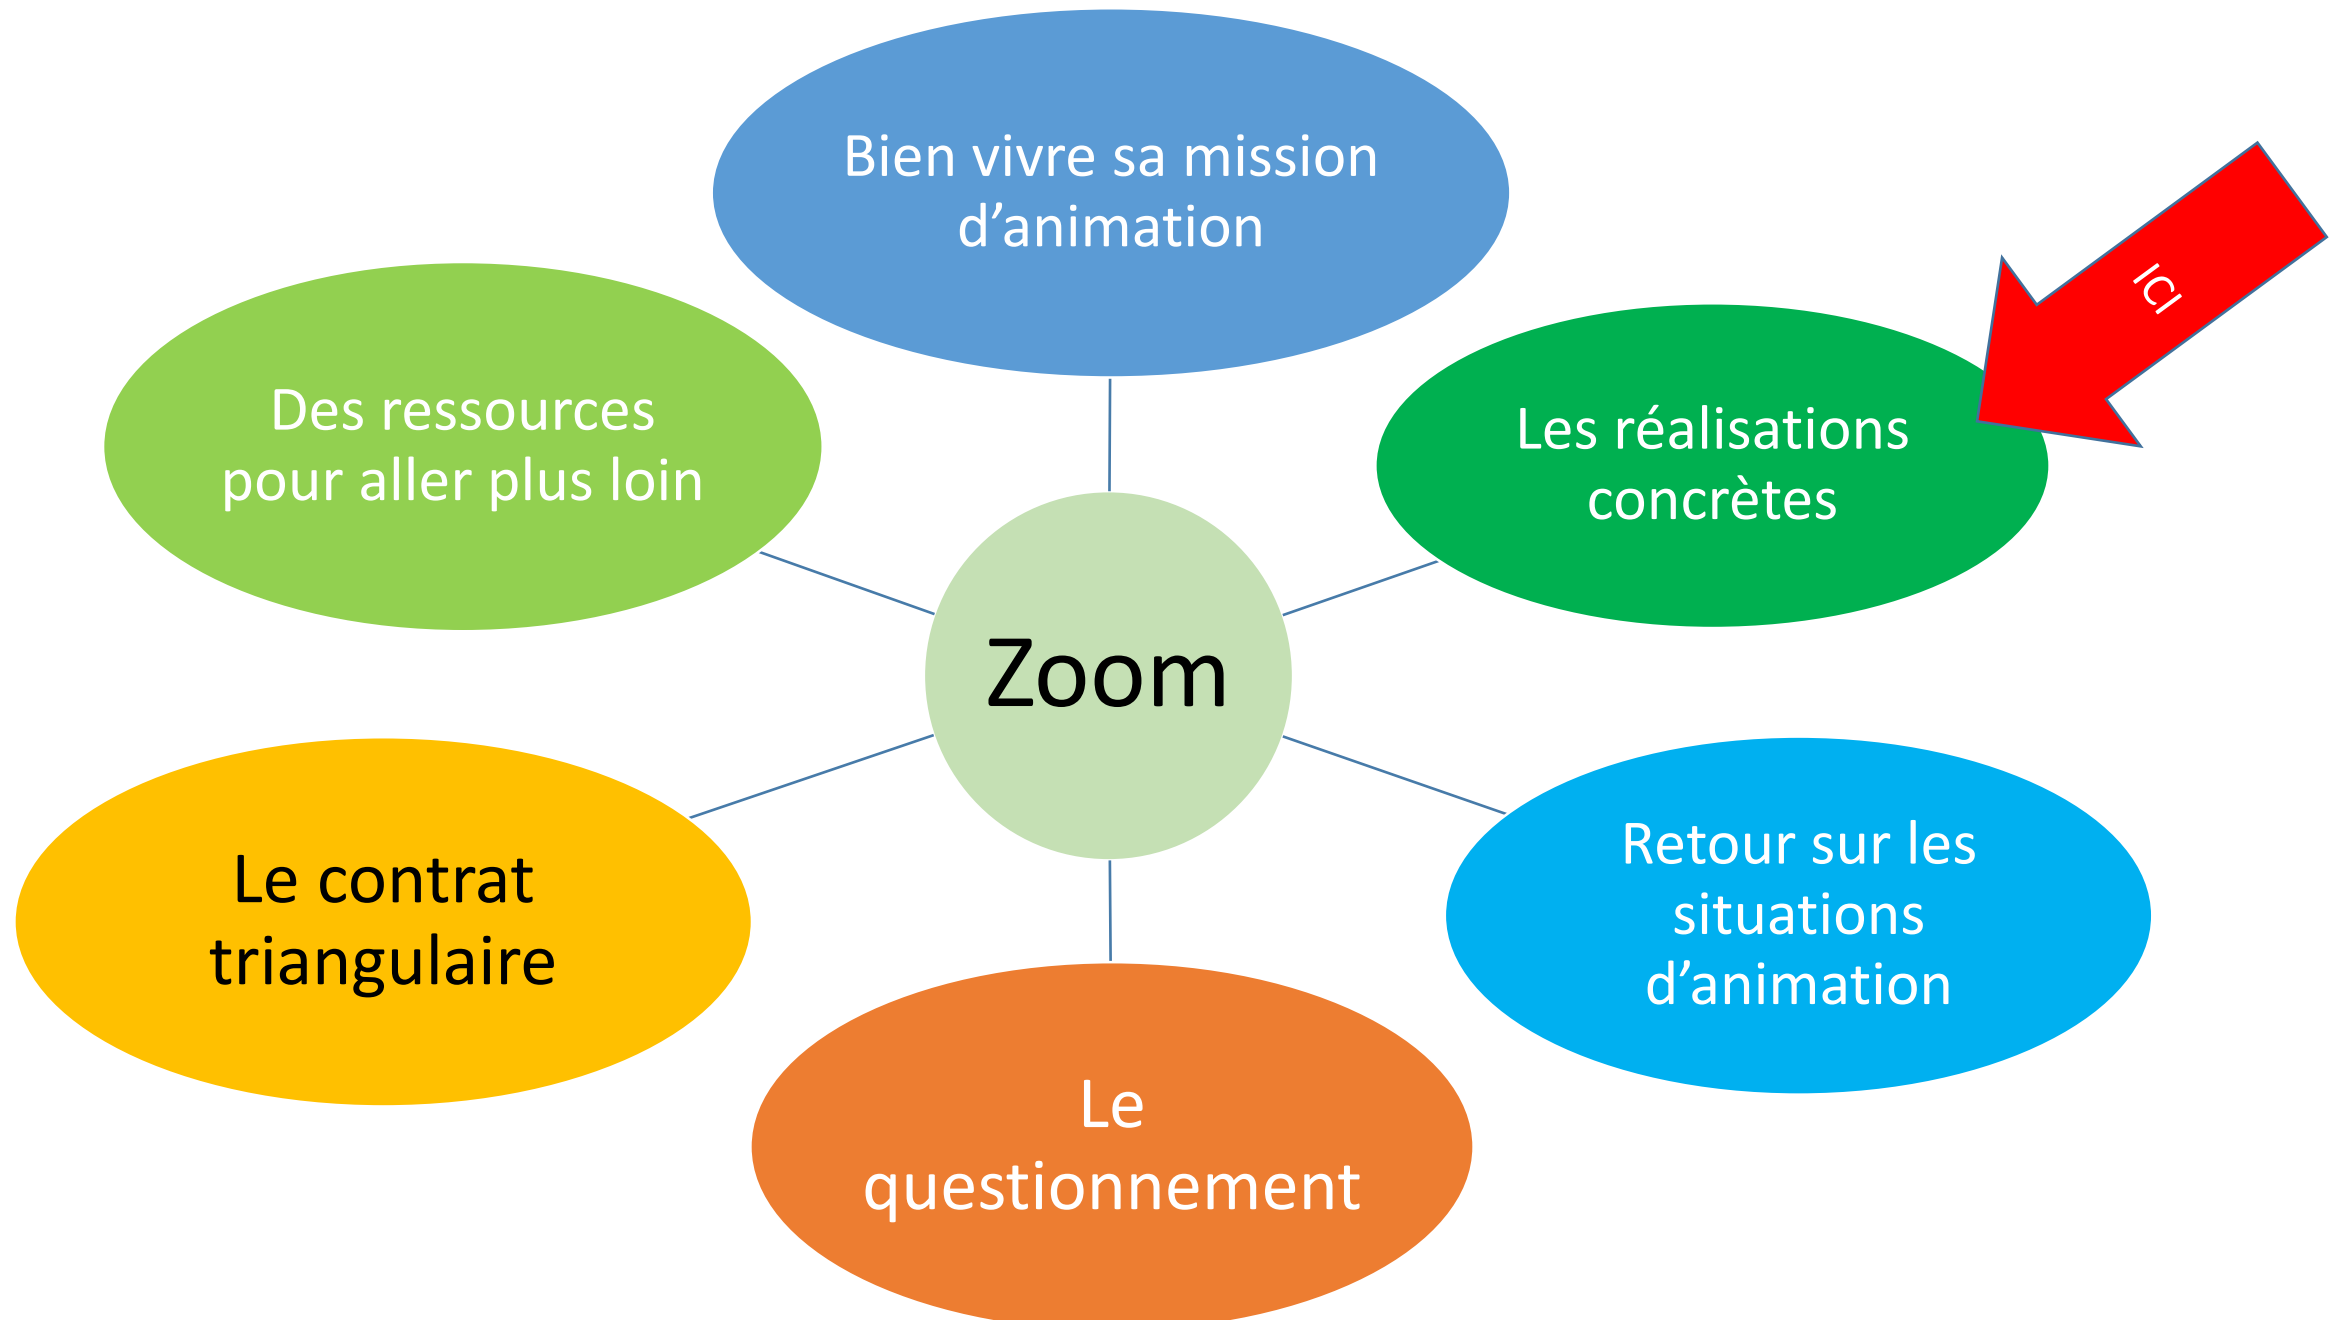 Bien vivre sa mission
d’animation
ICI
Des ressources
pour aller plus loin
Les réalisations
concrètes
Zoom
Le contrat
triangulaire
Retour sur les
situations
d’animation
Le
questionnement